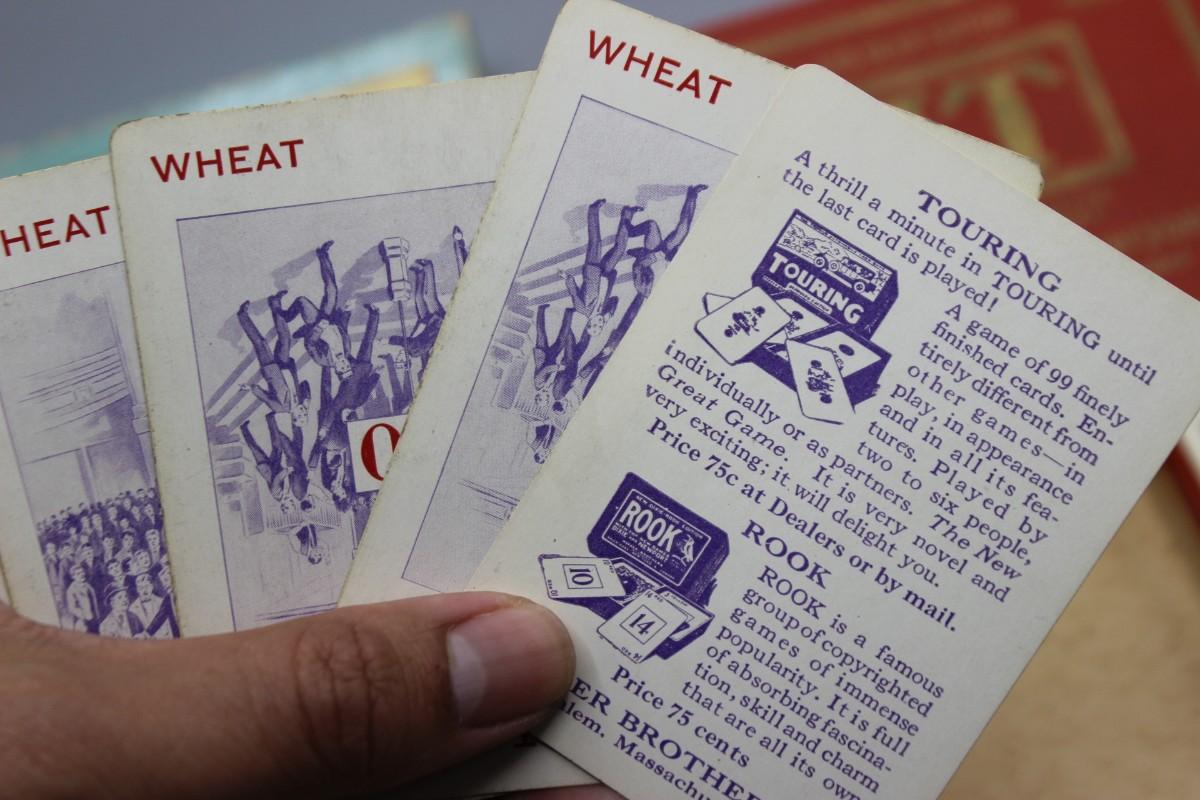 HEAT
WHEAT
WHEAT
TOURING
A thrill a minute in TOURING until
the last card is played!
TOURING
A game of 99 finely
finished cards. En-
tirely different from
other games—in
play, in appearance
and in all its fea-
tures. Played by
two to six people,
individually or as partners. The New
Great Game. It is very novel and
very exciting; it will delight you.
Price 75c at Dealers or by mail.
ROOK
ROOK
10
14
ROOK is a famous
group of copyrighted
games of immense
popularity. It is full
of absorbing fascina-
tion, skill and charm
that are all its own
Price 75 cents
ER BROTHE
alem, Massachu